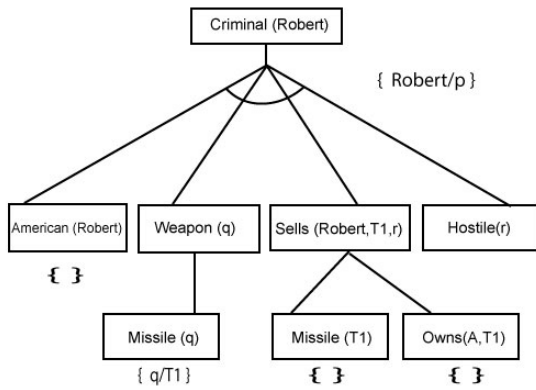 Criminal (Robert)
{ Robert/p }
American (Robert)
Weapon (q)
Sells (Robert,T1,r)
Hostile(r)
{ }
Missile (q)
Missile (T1)
Owns(A,T1)
{ q/T1 }
{ }
{ }